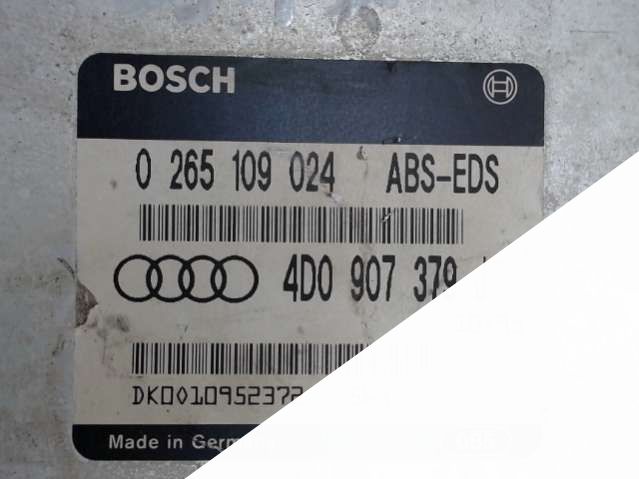 BOSCH
0 265 109 024 ABS-EDS
4D0 907 379
DK0010952372
Made in Germ